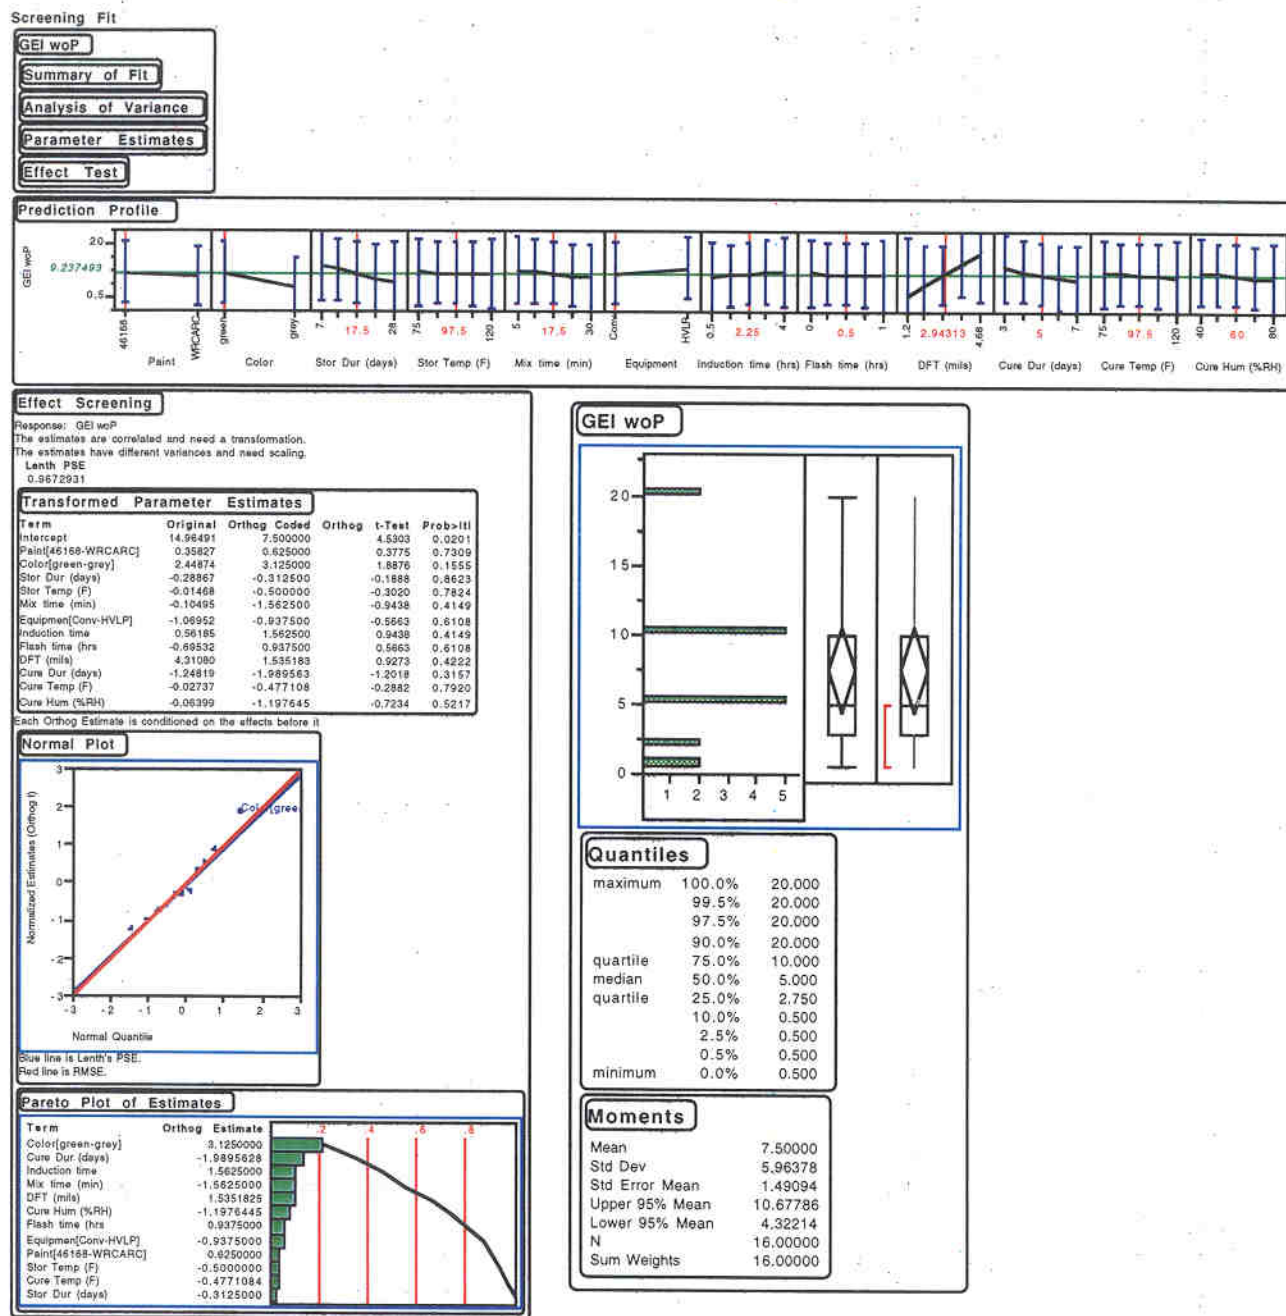 Screening Fit
GEI woP
Summary of Fit
Analysis of Variance
Parameter Estimates
Effect Test
Prediction Profile
GEI woP
20
9.237493
0.5
46168
WRCARC
Paint
green
grey
Color
7
17.5
28
Stor Dur (days)
75
97.5
120
Stor Temp (F)
5
17.5
30
Mix time (min)
Conv
HVLP
Equipment
0.5
2.25
4
Induction time (hrs)
0
0.5
1
Flash time (hrs)
1.2
2.94313
4.68
DFT (mils)
3
5
7
Cure Dur (days)
75
97.5
120
Cure Temp (F)
40
60
80
Cure Hum (%RH)
Effect Screening
Response: GEI woP
The estimates are correlated and need a transformation.
The estimates have different variances and need scaling.
Lenth PSE
0.9672931
Transformed Parameter Estimates
Term Original Orthog Coded Orthog t-Test Prob>ltl
Intercept 14.96491 7.500000 4.5303 0.0201
Paint[46168-WRCARC] 0.35827 0.625000 0.3775 0.7309
Color[green-grey] 2.44874 3.125000 1.8876 0.1555
Stor Dur (days) -0.28867 -0.312500 -0.1888 0.8623
Stor Temp (F) -0.01468 -0.500000 -0.3020 0.7824
Mix time (min) -0.10495 -1.562500 -0.9438 0.4149
Equipmen[Conv-HVLP] -1.06952 -0.937500 -0.5663 0.6108
Induction time 0.56185 1.562500 0.9438 0.4149
Flash time (hrs -0.69532 0.937500 0.5663 0.6108
DFT (mils) 4.31080 1.535183 0.9273 0.4222
Cure Dur (days) -1.24819 -1.989563 -1.2018 0.3157
Cure Temp (F) -0.02737 -0.477108 -0.2882 0.7920
Cure Hum (%RH) -0.06399 -1.197645 -0.7234 0.5217
Each Orthog Estimate is conditioned on the effects before it
Normal Plot
Normalized Estimates (Orthog t)
3
2
1
0
-1
-2
-3
Color[gree
-3 -2 -1 0 1 2 3
Normal Quantile
Blue line is Lenth's PSE.
Red line is RMSE.
Pareto Plot of Estimates
Term Orthog Estimate .2 .4 .6 .8
Color[green-grey] 3.1250000
Cure Dur (days) -1.9895628
Induction time 1.5625000
Mix time (min) -1.5625000
DFT (mils) 1.5351825
Cure Hum (%RH) -1.1976445
Flash time (hrs 0.9375000
Equipmen[Conv-HVLP] -0.9375000
Paint[46168-WRCARC] 0.6250000
Stor Temp (F) -0.5000000
Cure Temp (F) -0.4771084
Stor Dur (days) -0.3125000
GEI woP
20
15
10
5
0
1 2 3 4 5
Quantiles
maximum 100.0% 20.000
99.5% 20.000
97.5% 20.000
90.0% 20.000
quartile 75.0% 10.000
median 50.0% 5.000
quartile 25.0% 2.750
10.0% 0.500
2.5% 0.500
0.5% 0.500
minimum 0.0% 0.500
Moments
Mean 7.50000
Std Dev 5.96378
Std Error Mean 1.49094
Upper 95% Mean 10.67786
Lower 95% Mean 4.32214
N 16.00000
Sum Weights 16.00000